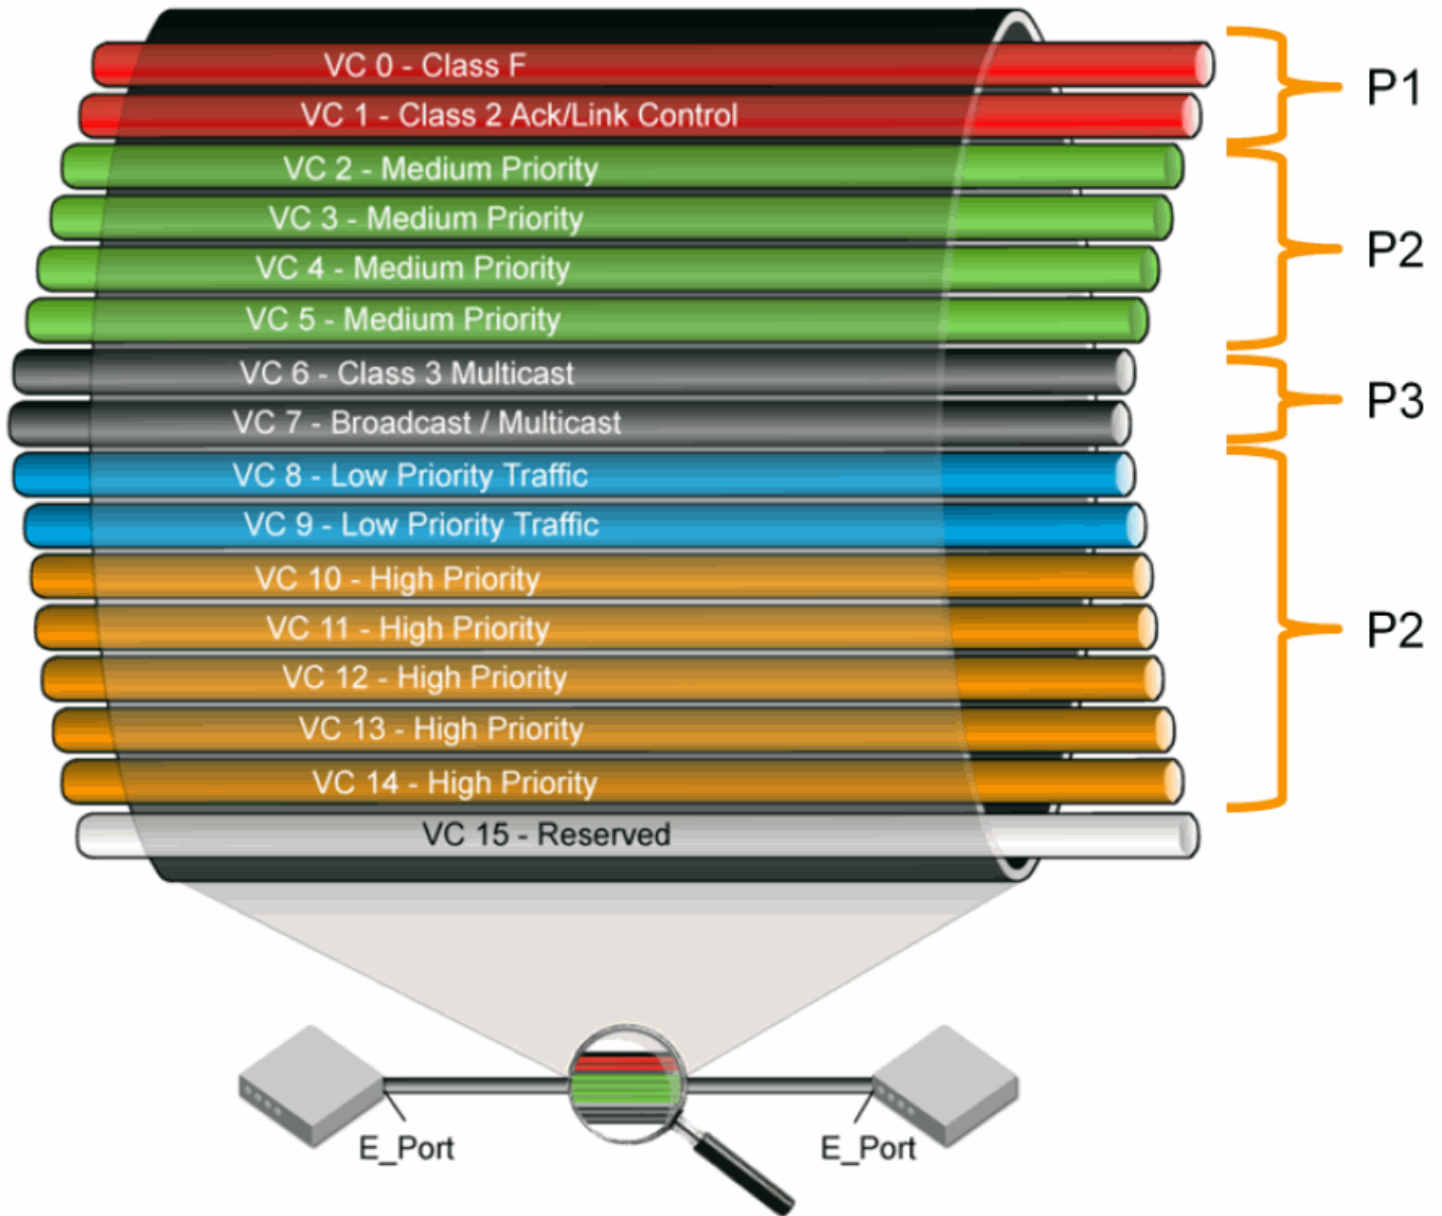 VC 0 - Class F
P1
VC 1 - Class 2 Ack/Link Control
VC 2 - Medium Priority
VC 3 - Medium Priority
P2
VC 4 - Medium Priority
VC 5 - Medium Priority
VC 6 - Class 3 Multicast
P3
VC 7 - Broadcast / Multicast
VC 8 - Low Priority Traffic
VC 9 - Low Priority Traffic
VC 10 - High Priority
VC 11 - High Priority
P2
VC 12 - High Priority
VC 13 - High Priority
VC 14 - High Priority
VC 15 - Reserved
E_Port
E_Port